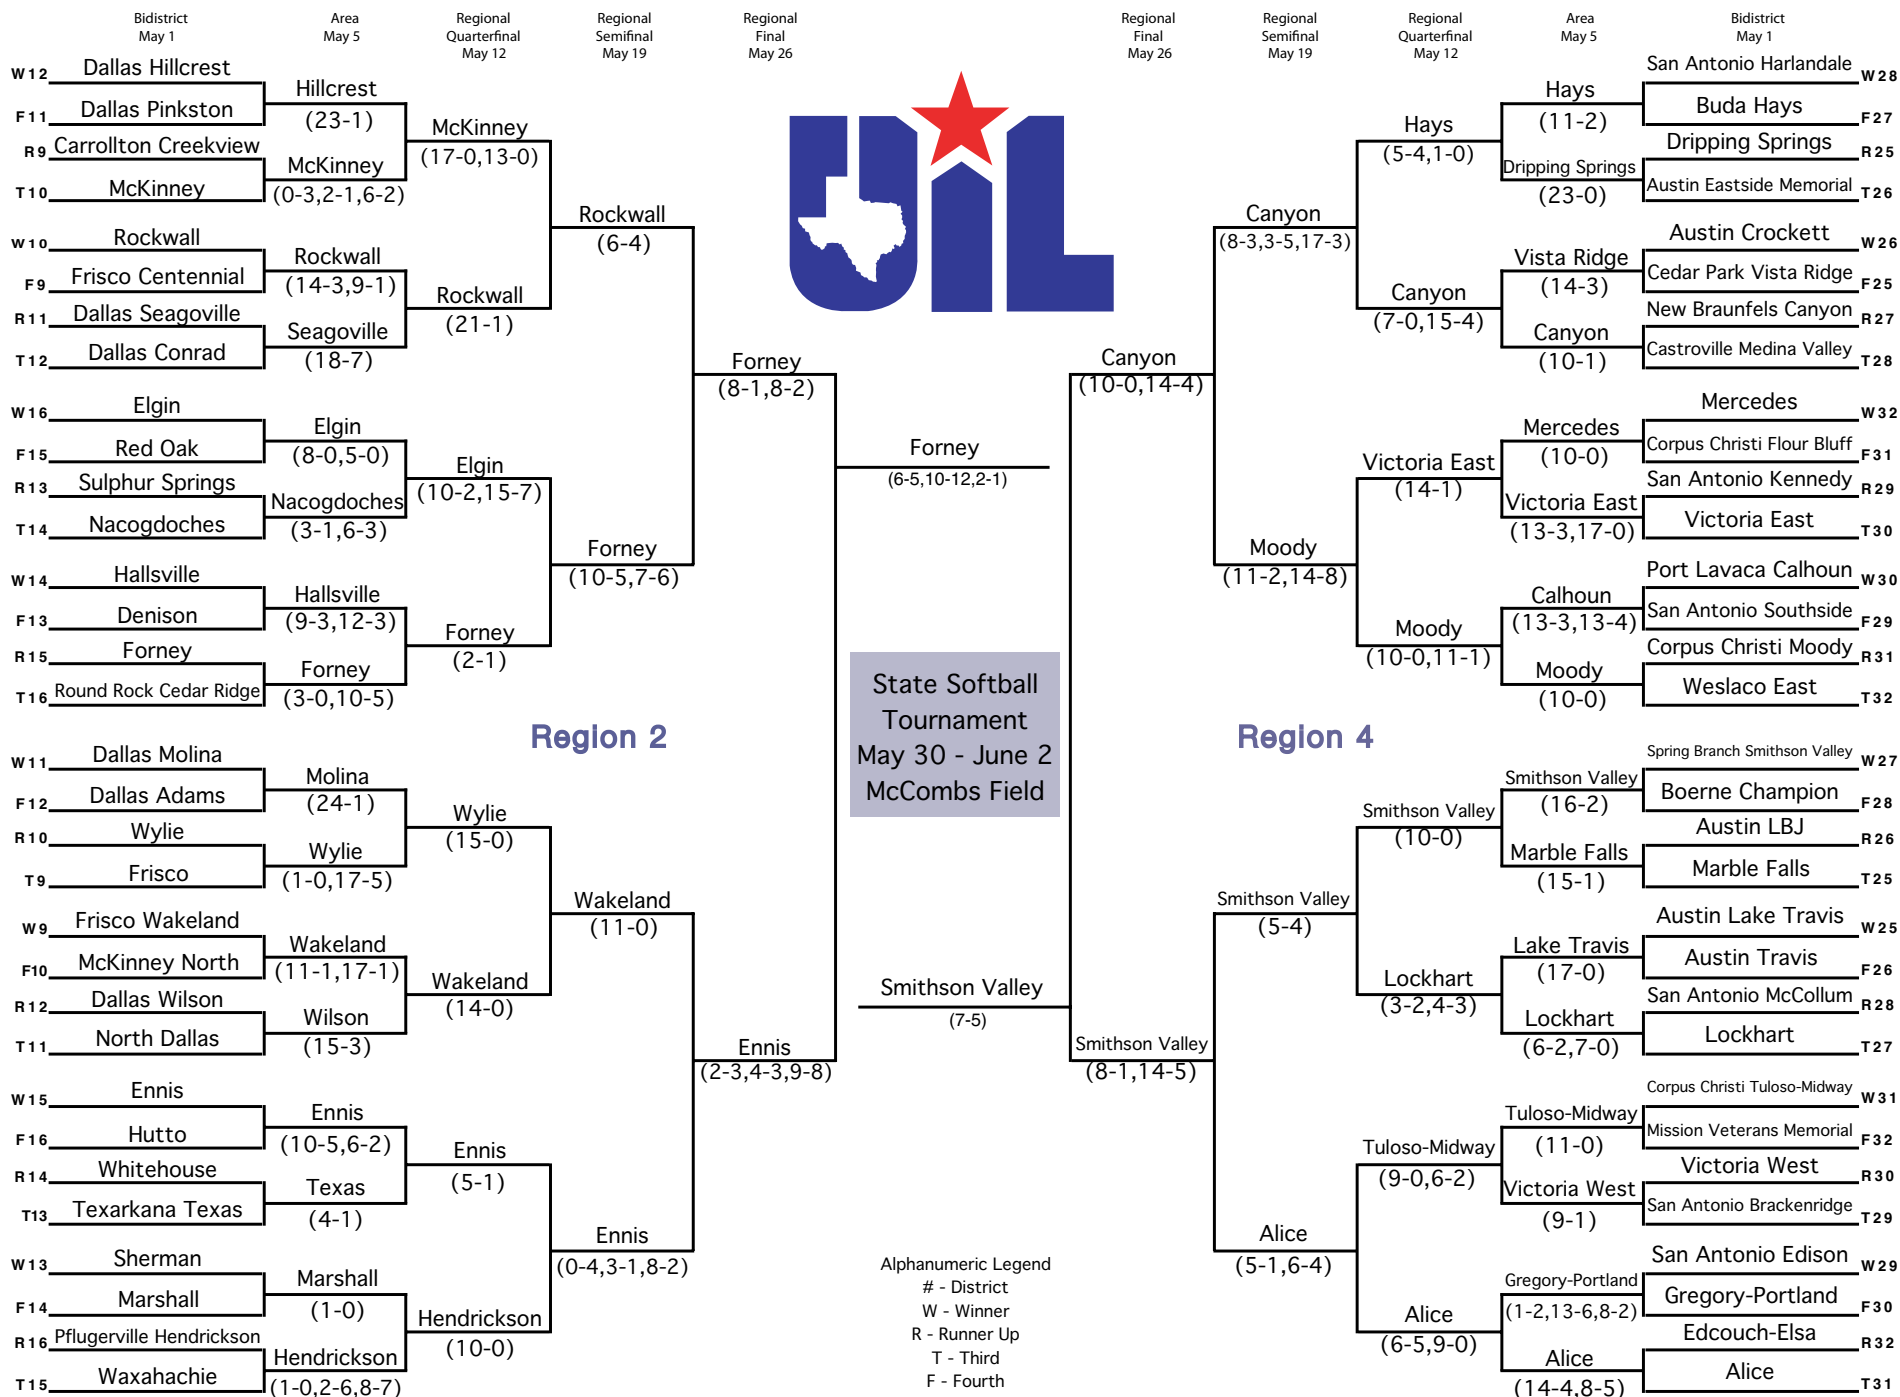 Bidistrict
May 1
Area
May 5
Regional
Quarterfinal
May 12
Regional
Semifinal
May 19
Regional
Final
May 26
Regional
Final
May 26
Regional
Semifinal
May 19
Regional
Quarterfinal
May 12
Area
May 5
Bidistrict
May 1
W12 Dallas Hillcrest
F11 Dallas Pinkston
R9 Carrollton Creekview
T10 McKinney
W10 Rockwall
F9 Frisco Centennial
R11 Dallas Seagoville
T12 Dallas Conrad
W16 Elgin
F15 Red Oak
R13 Sulphur Springs
T14 Nacogdoches
W14 Hallsville
F13 Denison
R15 Forney
T16 Round Rock Cedar Ridge
W11 Dallas Molina
F12 Dallas Adams
R10 Wylie
T9 Frisco
W9 Frisco Wakeland
F10 McKinney North
R12 Dallas Wilson
T11 North Dallas
W15 Ennis
F16 Hutto
R14 Whitehouse
T13 Texarkana Texas
W13 Sherman
F14 Marshall
R16 Pflugerville Hendrickson
T15 Waxahachie
Hillcrest
(23-1)
McKinney
(0-3,2-1,6-2)
Rockwall
(14-3,9-1)
Seagoville
(18-7)
Elgin
(8-0,5-0)
Nacogdoches
(3-1,6-3)
Hallsville
(9-3,12-3)
Forney
(3-0,10-5)
Molina
(24-1)
Wylie
(1-0,17-5)
Wakeland
(11-1,17-1)
Wilson
(15-3)
Ennis
(10-5,6-2)
Texas
(4-1)
Marshall
(1-0)
Hendrickson
(1-0,2-6,8-7)
McKinney
(17-0,13-0)
Rockwall
(21-1)
Elgin
(10-2,15-7)
Forney
(2-1)
Wylie
(15-0)
Wakeland
(14-0)
Ennis
(5-1)
Hendrickson
(10-0)
Rockwall
(6-4)
Forney
(10-5,7-6)
Wakeland
(11-0)
Ennis
(0-4,3-1,8-2)
Forney
(8-1,8-2)
Ennis
(2-3,4-3,9-8)
Region 2
UIL
Forney
(6-5,10-12,2-1)
State Softball
Tournament
May 30 - June 2
McCombs Field
Smithson Valley
(7-5)
Alphanumeric Legend
# - District
W - Winner
R - Runner Up
T - Third
F - Fourth
Region 4
Canyon
(10-0,14-4)
Smithson Valley
(8-1,14-5)
Canyon
(8-3,3-5,17-3)
Moody
(11-2,14-8)
Smithson Valley
(5-4)
Alice
(5-1,6-4)
Hays
(5-4,1-0)
Canyon
(7-0,15-4)
Victoria East
(14-1)
Moody
(10-0,11-1)
Smithson Valley
(10-0)
Lockhart
(3-2,4-3)
Tuloso-Midway
(9-0,6-2)
Alice
(6-5,9-0)
Hays
(11-2)
Dripping Springs
(23-0)
Vista Ridge
(14-3)
Canyon
(10-1)
Mercedes
(10-0)
Victoria East
(13-3,17-0)
Calhoun
(13-3,13-4)
Moody
(10-0)
Smithson Valley
(16-2)
Marble Falls
(15-1)
Lake Travis
(17-0)
Lockhart
(6-2,7-0)
Tuloso-Midway
(11-0)
Victoria West
(9-1)
Gregory-Portland
(1-2,13-6,8-2)
Alice
(14-4,8-5)
San Antonio Harlandale W28
Buda Hays F27
Dripping Springs R25
Austin Eastside Memorial T26
Austin Crockett W26
Cedar Park Vista Ridge F25
New Braunfels Canyon R27
Castroville Medina Valley T28
Mercedes W32
Corpus Christi Flour Bluff F31
San Antonio Kennedy R29
Victoria East T30
Port Lavaca Calhoun W30
San Antonio Southside F29
Corpus Christi Moody R31
Weslaco East T32
Spring Branch Smithson Valley W27
Boerne Champion F28
Austin LBJ R26
Marble Falls T25
Austin Lake Travis W25
Austin Travis F26
San Antonio McCollum R28
Lockhart T27
Corpus Christi Tuloso-Midway W31
Mission Veterans Memorial F32
Victoria West R30
San Antonio Brackenridge T29
San Antonio Edison W29
Gregory-Portland F30
Edcouch-Elsa R32
Alice T31